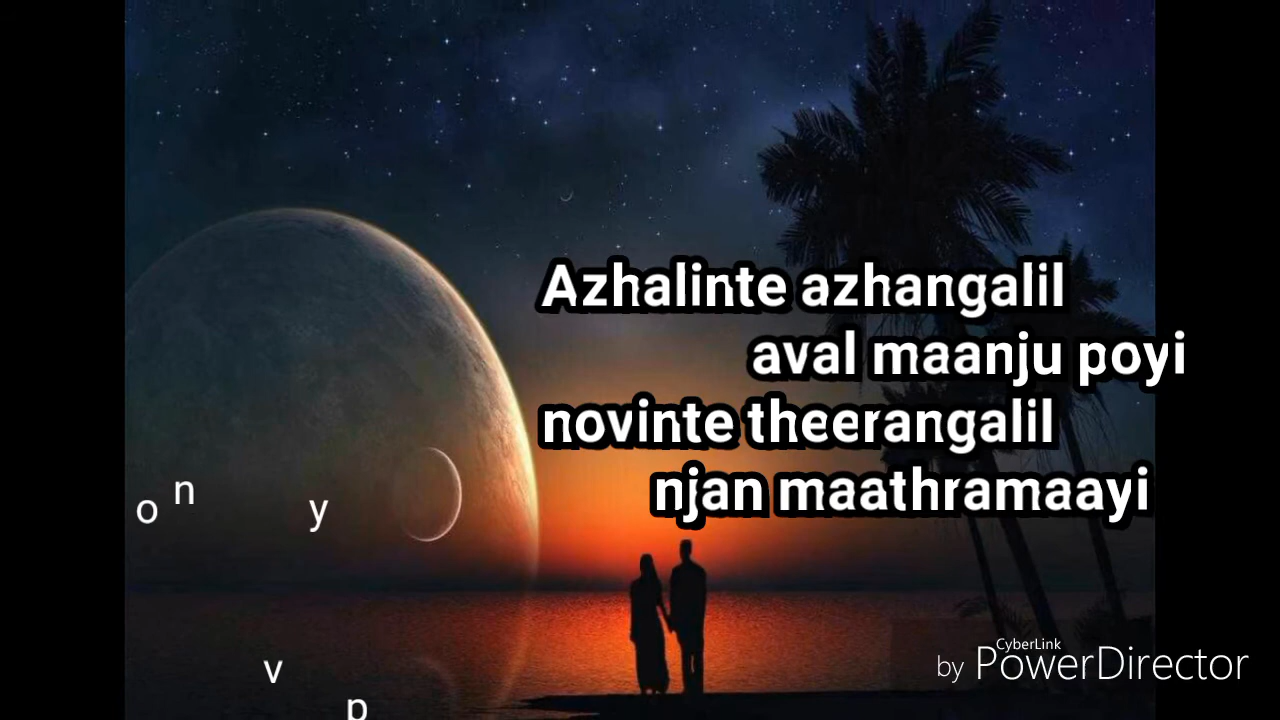 Azhalinte azhangalil
aval maanju poyi
novinte theerangalil
njan maathramaayi
o n y
v
p
CyberLink
by PowerDirector